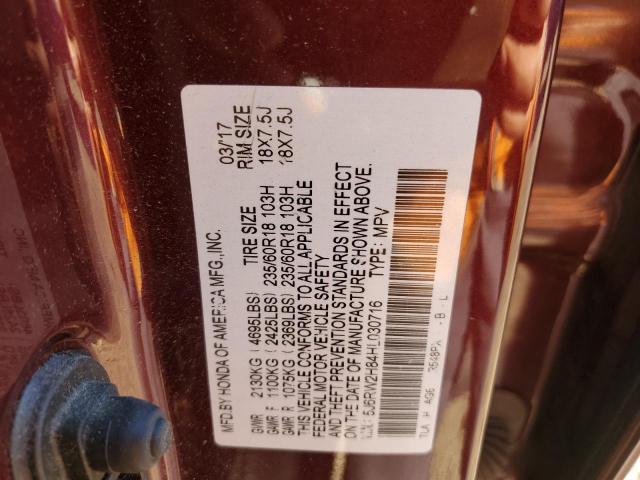 MFD.BY HONDA OF AMERICA MFG.,INC. 03/17
TIRE SIZE RIM SIZE
GVWR 2130KG ( 4695LBS)
GAWR F 1100KG ( 2425LBS) 235/60R18 103H 18X7.5J
GAWR R 1075KG ( 2369LBS) 235/60R18 103H 18X7.5J
THIS VEHICLE CONFORMS TO ALL APPLICABLE
FEDERAL MOTOR VEHICLE SAFETY
AND THEFT PREVENTION STANDARDS IN EFFECT
ON THE DATE OF MANUFACTURE SHOWN ABOVE.
5J6RW2H84HL030716 TYPE: MPV
TLA H AG6 - B - L